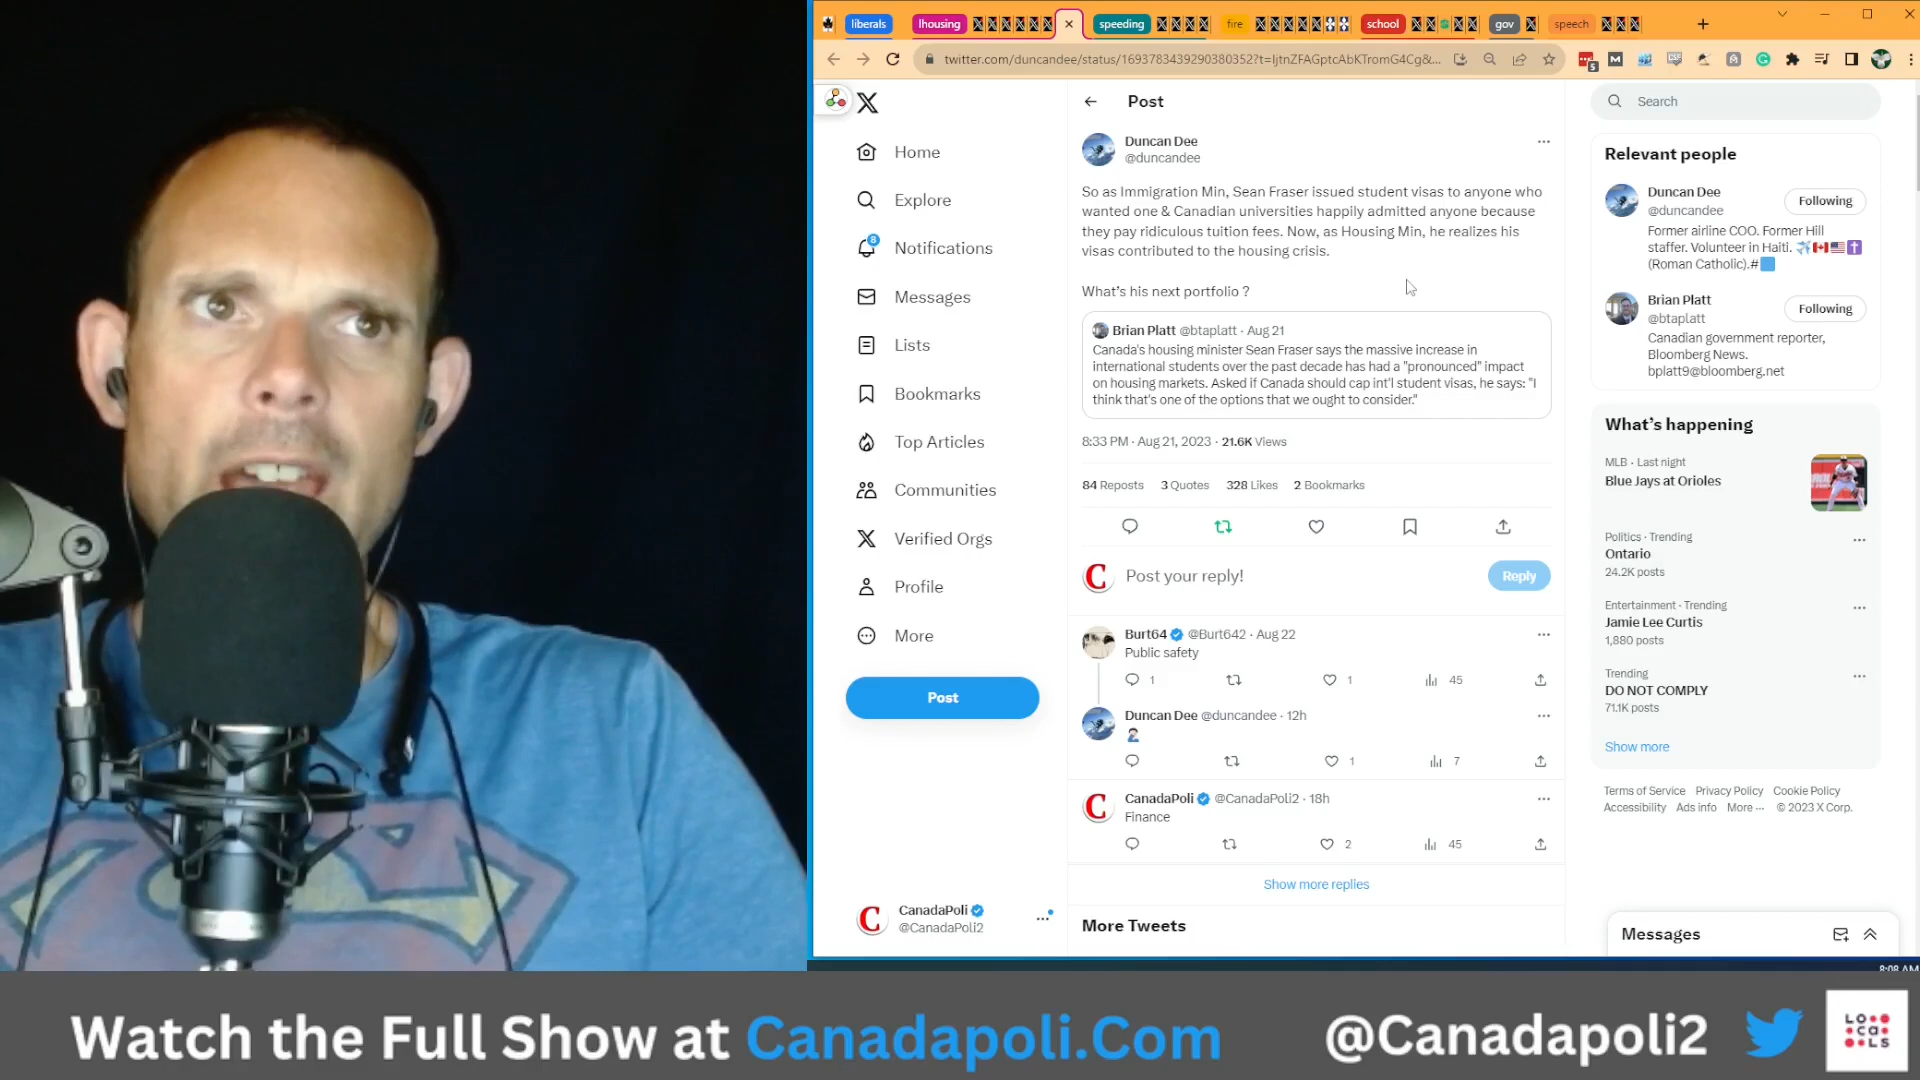 liberals
lhousing
speeding
fire
school
gov
speech
twitter.com/duncandee/status/1693783439290380352?t=IjtnZFAGptcAbKTromG4Cg&...
Home
Explore
8
Notifications
Messages
Lists
Bookmarks
Top Articles
Communities
Verified Orgs
Profile
More
Post
CanadaPoli
@CanadaPoli2
Post
Duncan Dee
@duncandee
So as Immigration Min, Sean Fraser issued student visas to anyone who
wanted one & Canadian universities happily admitted anyone because
they pay ridiculous tuition fees. Now, as Housing Min, he realizes his
visas contributed to the housing crisis.
What's his next portfolio ?
Brian Platt @btaplatt · Aug 21
Canada's housing minister Sean Fraser says the massive increase in
international students over the past decade has had a "pronounced" impact
on housing markets. Asked if Canada should cap int'l student visas, he says: "I
think that's one of the options that we ought to consider."
8:33 PM · Aug 21, 2023 · 21.6K Views
84 Reposts 3 Quotes 328 Likes 2 Bookmarks
C
Post your reply!
Reply
Burt64 @Burt642 · Aug 22
Public safety
1 1 45
Duncan Dee @duncandee · 12h
1 7
C
CanadaPoli @CanadaPoli2 · 18h
Finance
2 45
Show more replies
More Tweets
Search
Relevant people
Duncan Dee
@duncandee
Following
Former airline COO. Former Hill
staffer. Volunteer in Haiti.
(Roman Catholic).#
Brian Platt
@btaplatt
Following
Canadian government reporter,
Bloomberg News.
bplatt9@bloomberg.net
What's happening
MLB · Last night
Blue Jays at Orioles
Politics · Trending
Ontario
24.2K posts
Entertainment · Trending
Jamie Lee Curtis
1,880 posts
Trending
DO NOT COMPLY
71.1K posts
Show more
Terms of Service Privacy Policy Cookie Policy
Accessibility Ads info More ··· © 2023 X Corp.
Messages
8:08 AM
Watch the Full Show at Canadapoli.Com
@Canadapoli2
LO
ca
LS